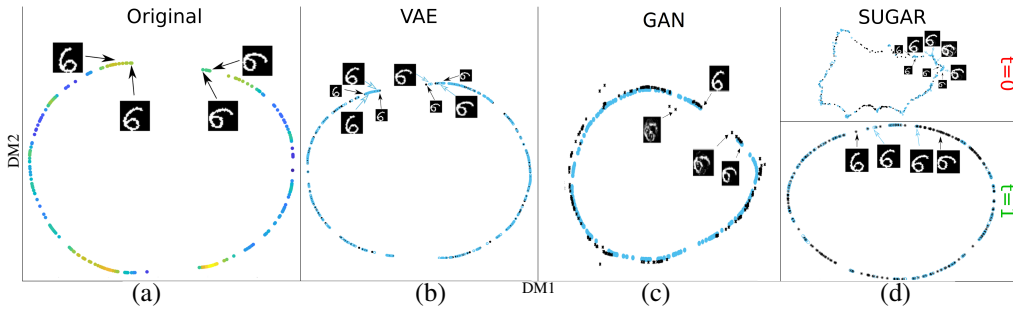 Original
VAE
GAN
SUGAR
t=0
DM2
t=1
DM1
(a)
(b)
(c)
(d)